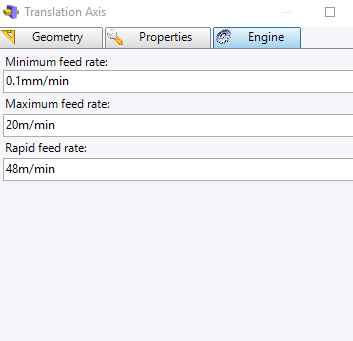 Translation Axis
Geometry Properties Engine
Minimum feed rate:
0.1mm/min
Maximum feed rate:
20m/min
Rapid feed rate:
48m/min